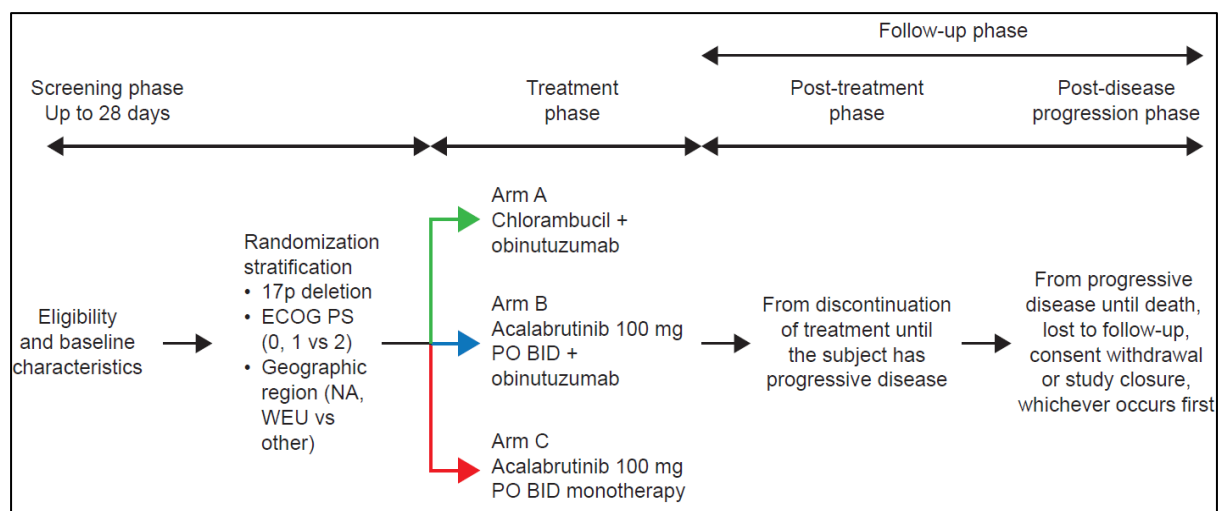 Follow-up phase
Screening phase
Up to 28 days
Treatment
phase
Post-treatment
phase
Post-disease
progression phase
Eligibility
and baseline
characteristics
Randomization
stratification
• 17p deletion
• ECOG PS
(0, 1 vs 2)
• Geographic
region (NA,
WEU vs
other)
Arm A
Chlorambucil +
obinutuzumab
Arm B
Acalabrutinib 100 mg
PO BID +
obinutuzumab
Arm C
Acalabrutinib 100 mg
PO BID monotherapy
From discontinuation
of treatment until
the subject has
progressive disease
From progressive
disease until death,
lost to follow-up,
consent withdrawal
or study closure,
whichever occurs first